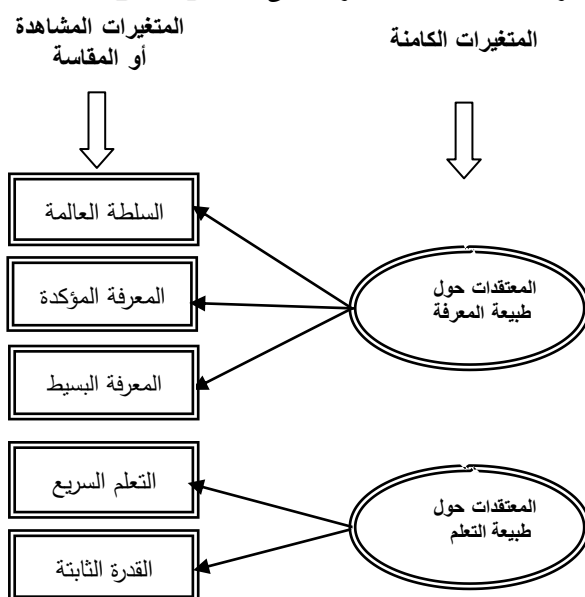 المتغيرات المشاهدة
أو المقاسة
المتغيرات الكامنة
السلطة العالمة
المعرفة المؤكدة
المعرفة البسيط
المعتقدات حول
طبيعة المعرفة
التعلم السريع
القدرة الثابتة
المعتقدات حول
طبيعة التعلم